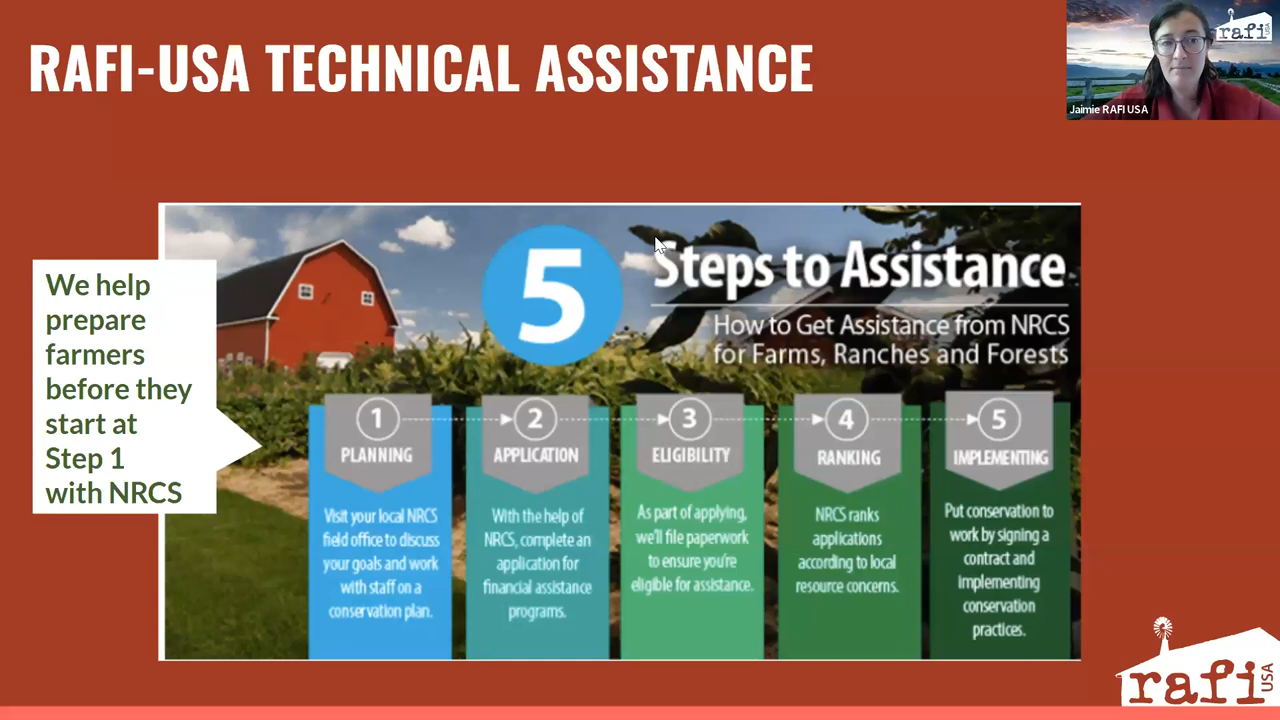 RAFI-USA TECHNICAL ASSISTANCE
rafi
USA
Jaimie RAFI USA
We help
prepare
farmers
before they
start at
Step 1
with NRCS
5
Steps to Assistance
How to Get Assistance from NRCS
for Farms, Ranches and Forests
1
PLANNING
Visit your local NRCS
field office to discuss
your goals and work
with staff on a
conservation plan.
2
APPLICATION
With the help of
NRCS, complete an
application for
financial assistance
programs.
3
ELIGIBILITY
As part of applying,
we'll file paperwork
to ensure you're
eligible for assistance.
4
RANKING
NRCS ranks
applications
according to local
resource concerns.
5
IMPLEMENTING
Put conservation to
work by signing a
contract and
implementing
conservation
practices.
rafi
USA